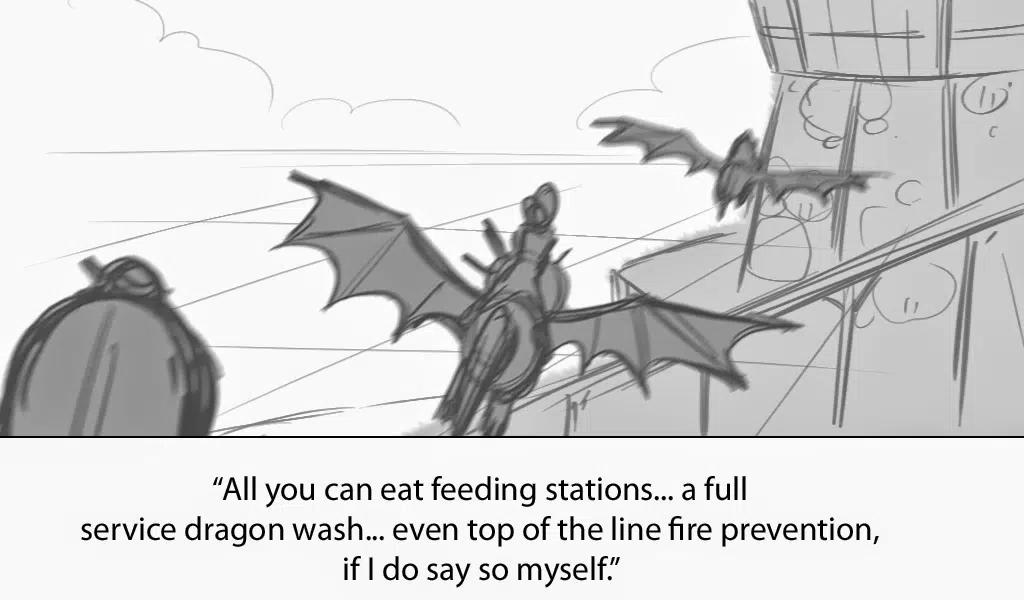 “All you can eat feeding stations... a full
service dragon wash... even top of the line fire prevention,
if I do say so myself.”